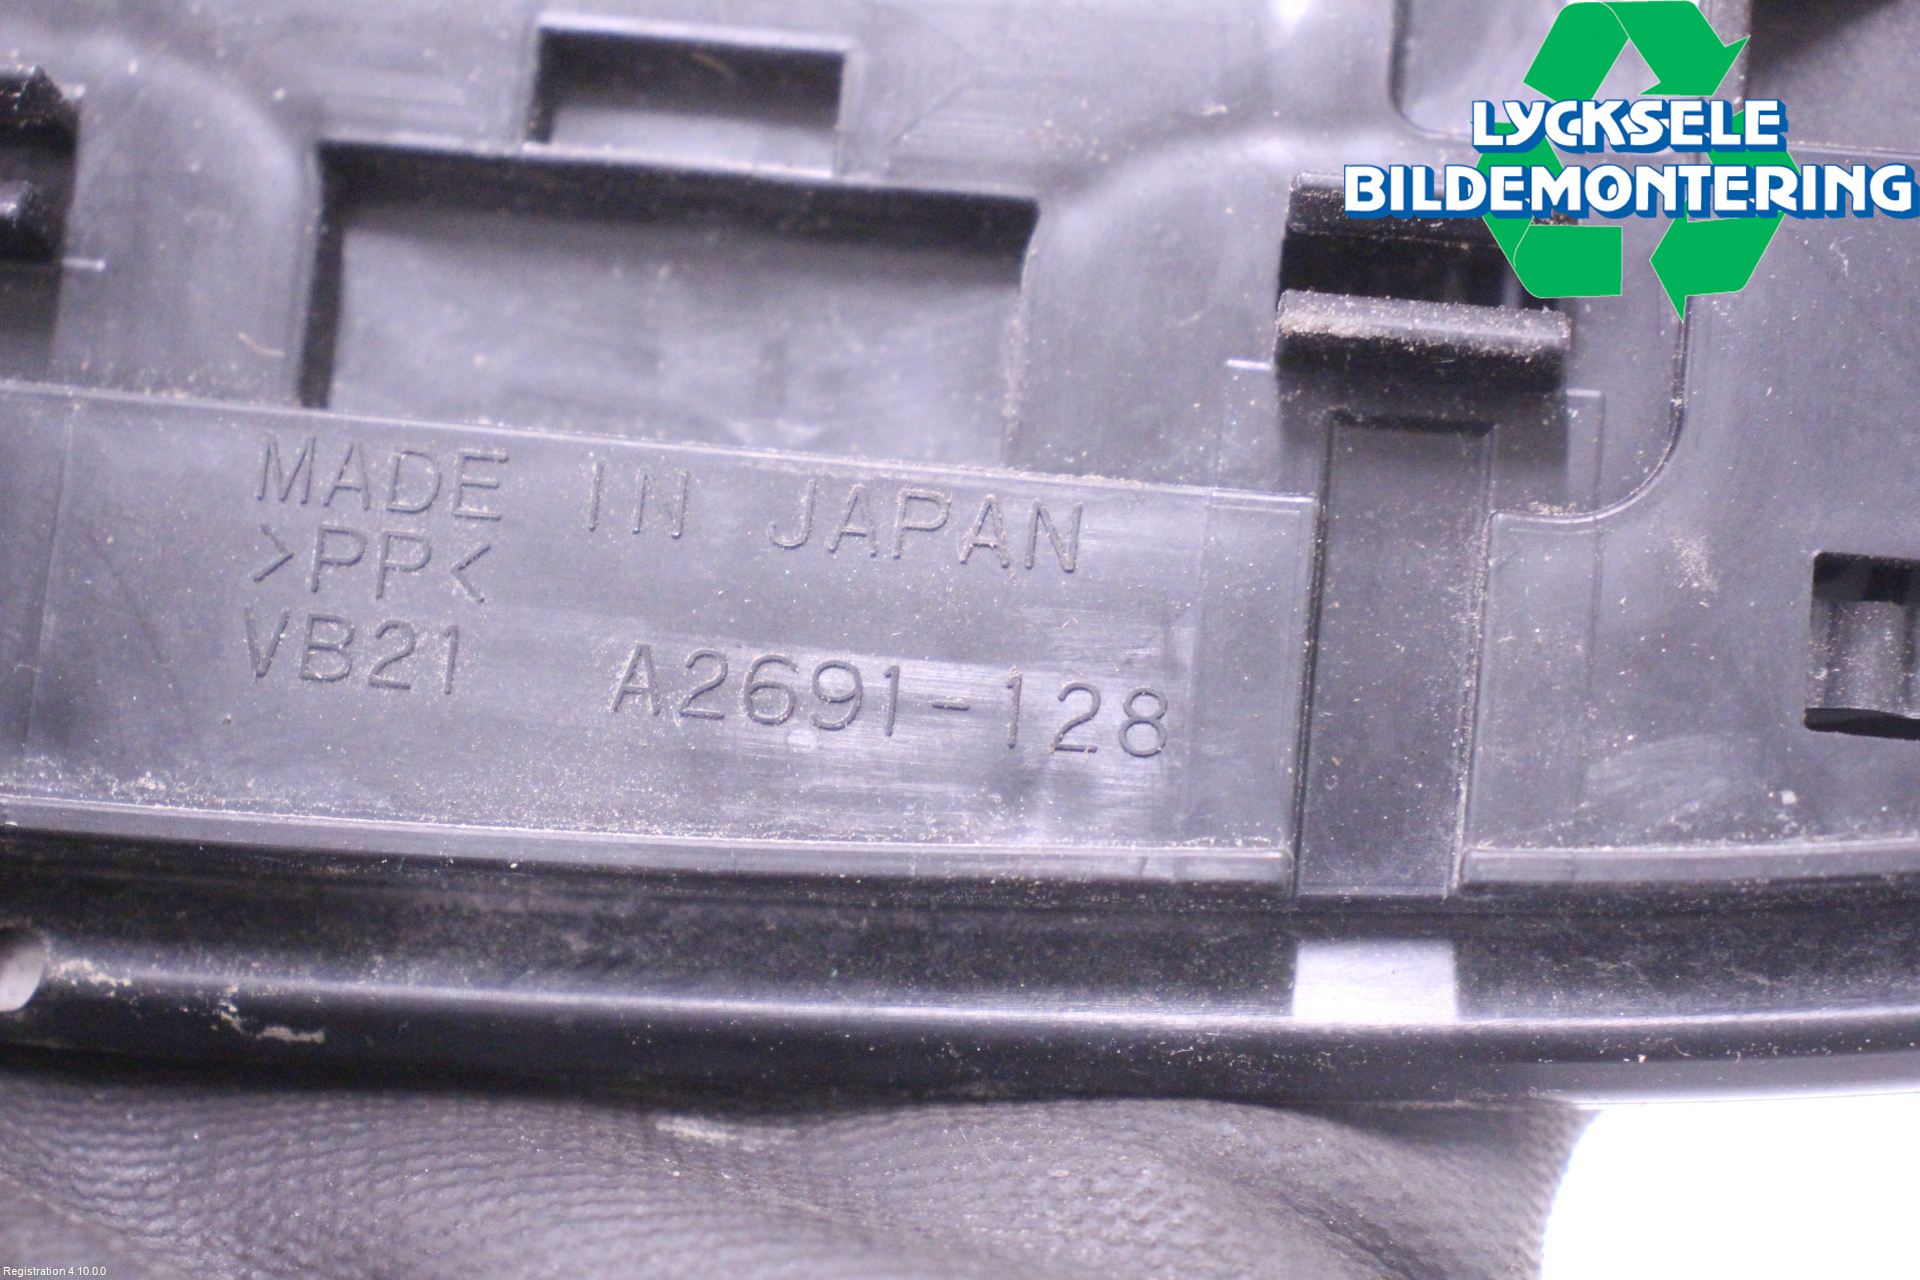 LYCKSELE
BILDEMONTERING
MADE IN JAPAN
>PP<
VB21 A2691-128
Registration 4.10.0.0